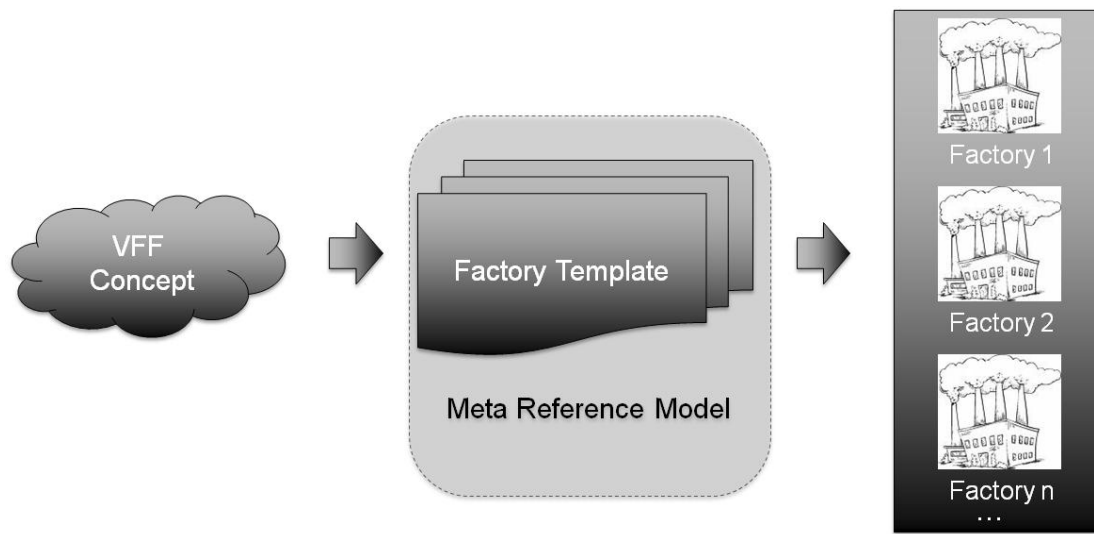 VFF
Concept
Factory Template
Meta Reference Model
Factory 1
Factory 2
Factory n
...